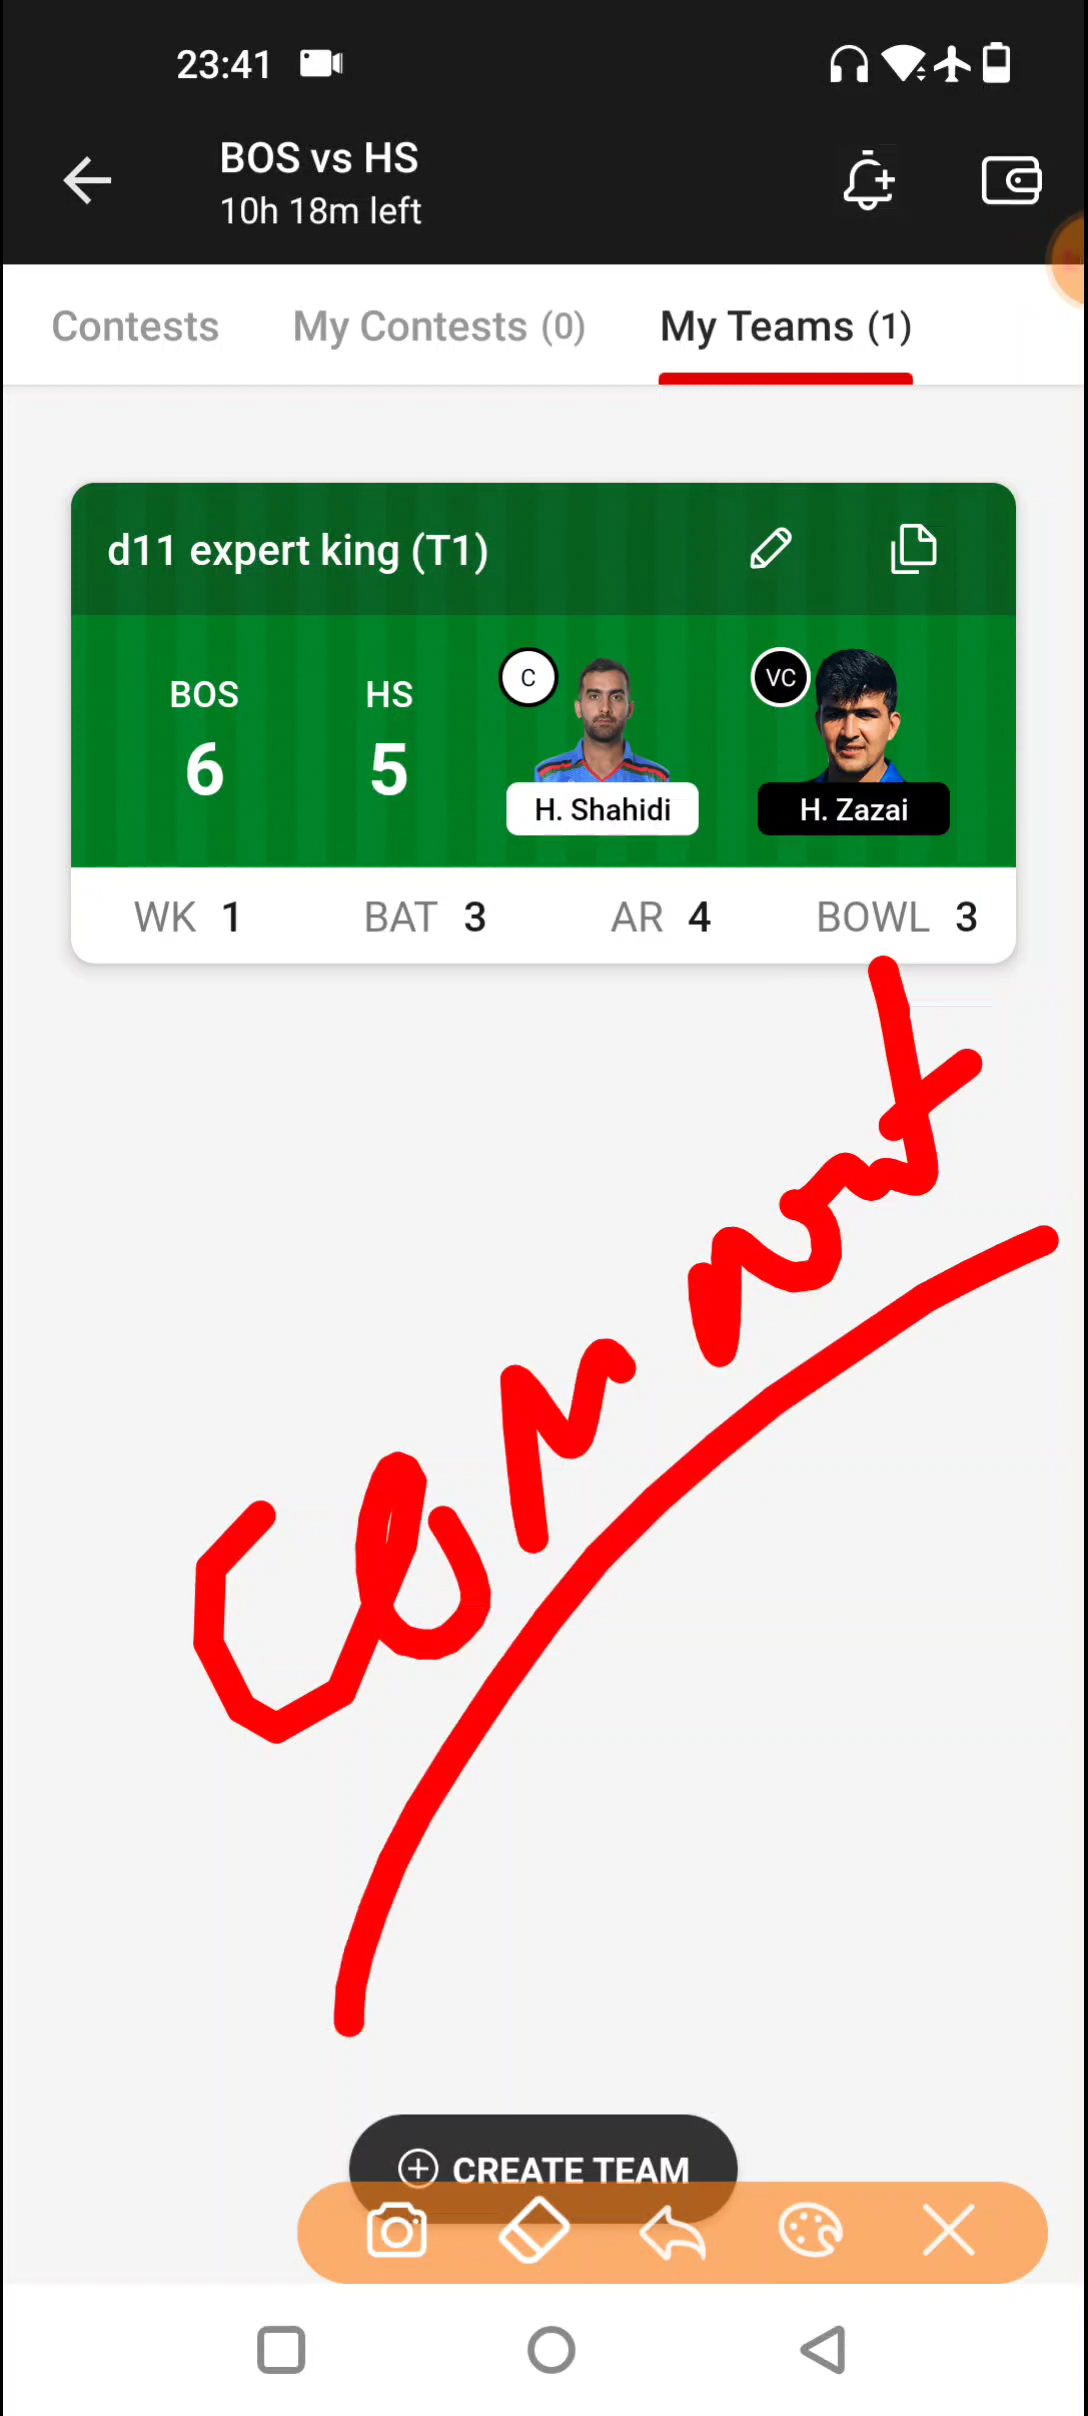 23:41
BOS vs HS
10h 18m left
Contests My Contests (0) My Teams (1)
d11 expert king (T1)
BOS HS C VC
6 5
H. Shahidi H. Zazai
WK 1 BAT 3 AR 4 BOWL 3
CREATE TEAM